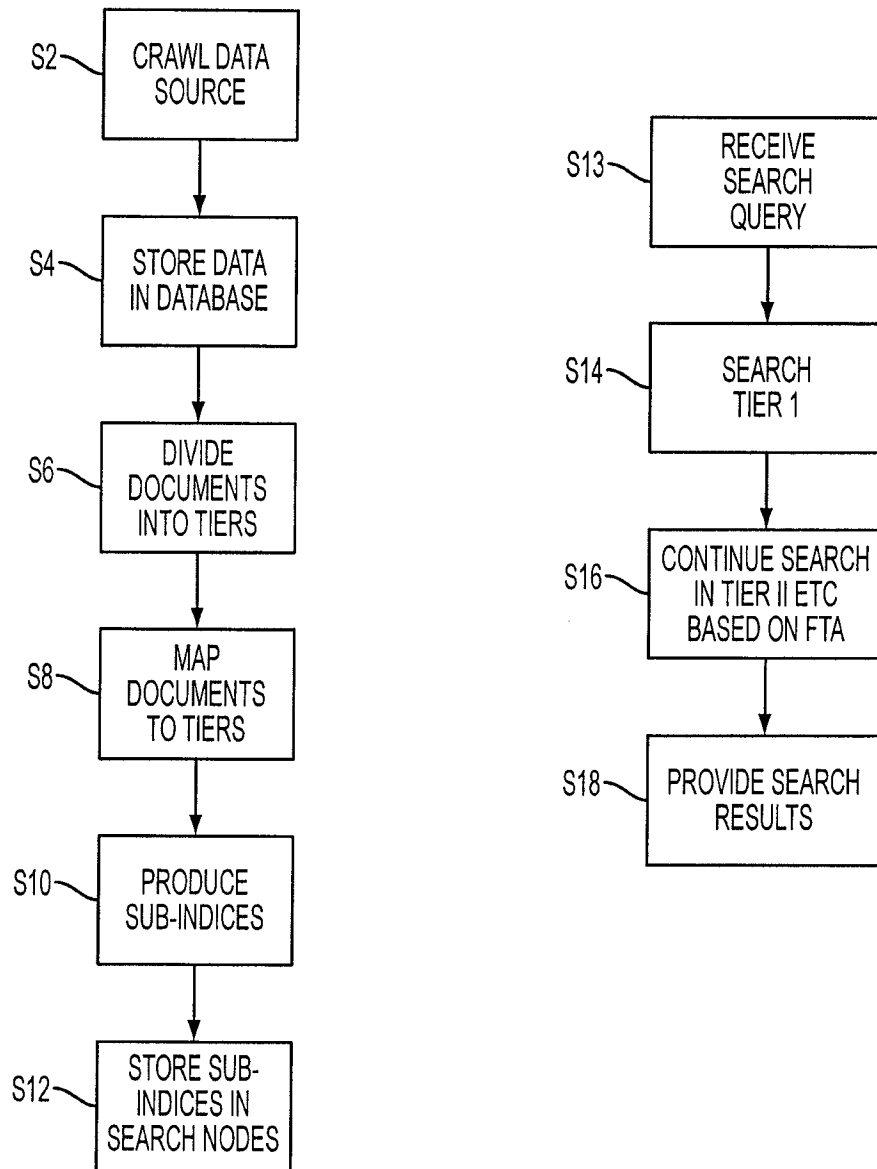 S2
CRAWL DATA
SOURCE
S4
STORE DATA
IN DATABASE
S6
DIVIDE
DOCUMENTS
INTO TIERS
S8
MAP
DOCUMENTS
TO TIERS
S10
PRODUCE
SUB-INDICES
S12
STORE SUB-
INDICES IN
SEARCH NODES
S13
RECEIVE
SEARCH
QUERY
S14
SEARCH
TIER 1
S16
CONTINUE SEARCH
IN TIER II ETC
BASED ON FTA
S18
PROVIDE SEARCH
RESULTS